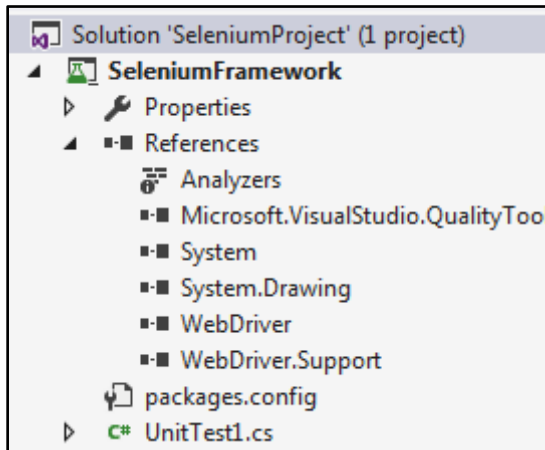 Solution 'SeleniumProject' (1 project)
SeleniumFramework
Properties
References
Analyzers
Microsoft.VisualStudio.QualityToo
System
System.Drawing
WebDriver
WebDriver.Support
packages.config
C# UnitTest1.cs